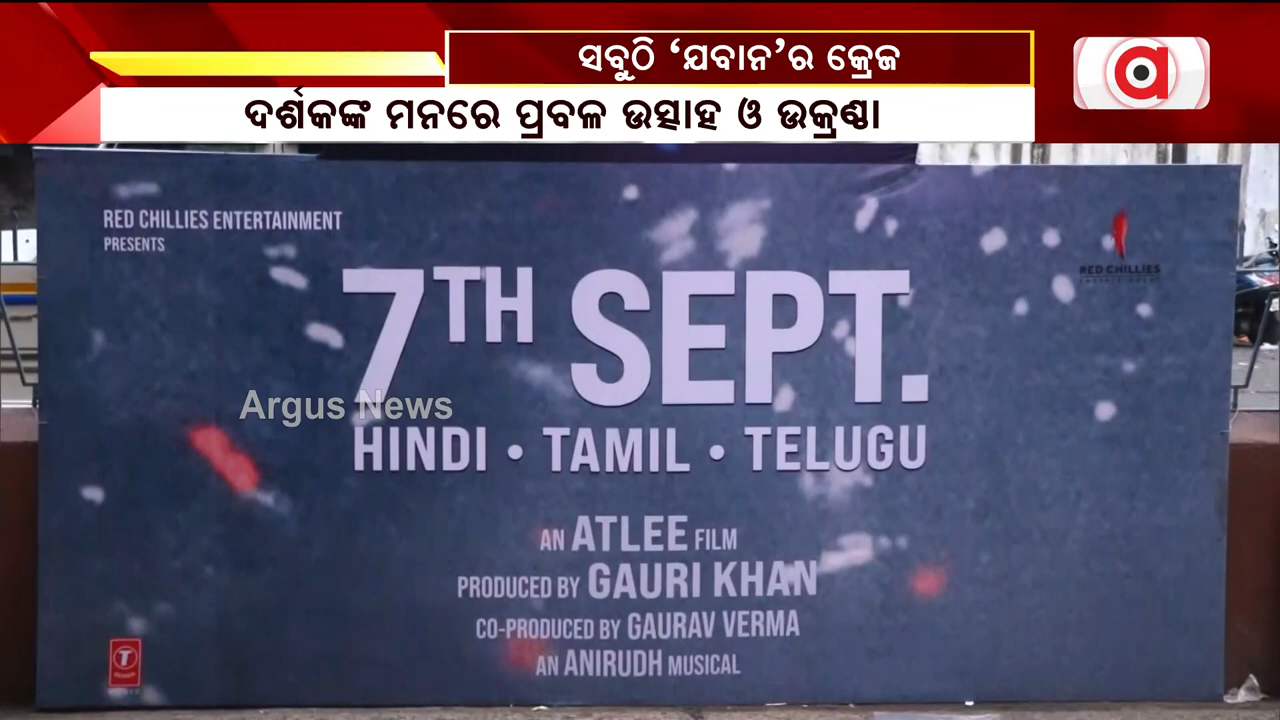 ସବୁଠି ‘ଯବାନ’ର କ୍ରେଜ
ଦର୍ଶକଙ୍କ ମନରେ ପ୍ରବଳ ଉତ୍ସାହ ଓ ଉତ୍କଣ୍ଠା
RED CHILLIES ENTERTAINMENT
PRESENTS
RED CHILLIES
ENTERTAINMENT
7TH SEPT.
Argus News
HINDI • TAMIL • TELUGU
AN ATLEE FILM
PRODUCED BY GAURI KHAN
CO-PRODUCED BY GAURAV VERMA
AN ANIRUDH MUSICAL